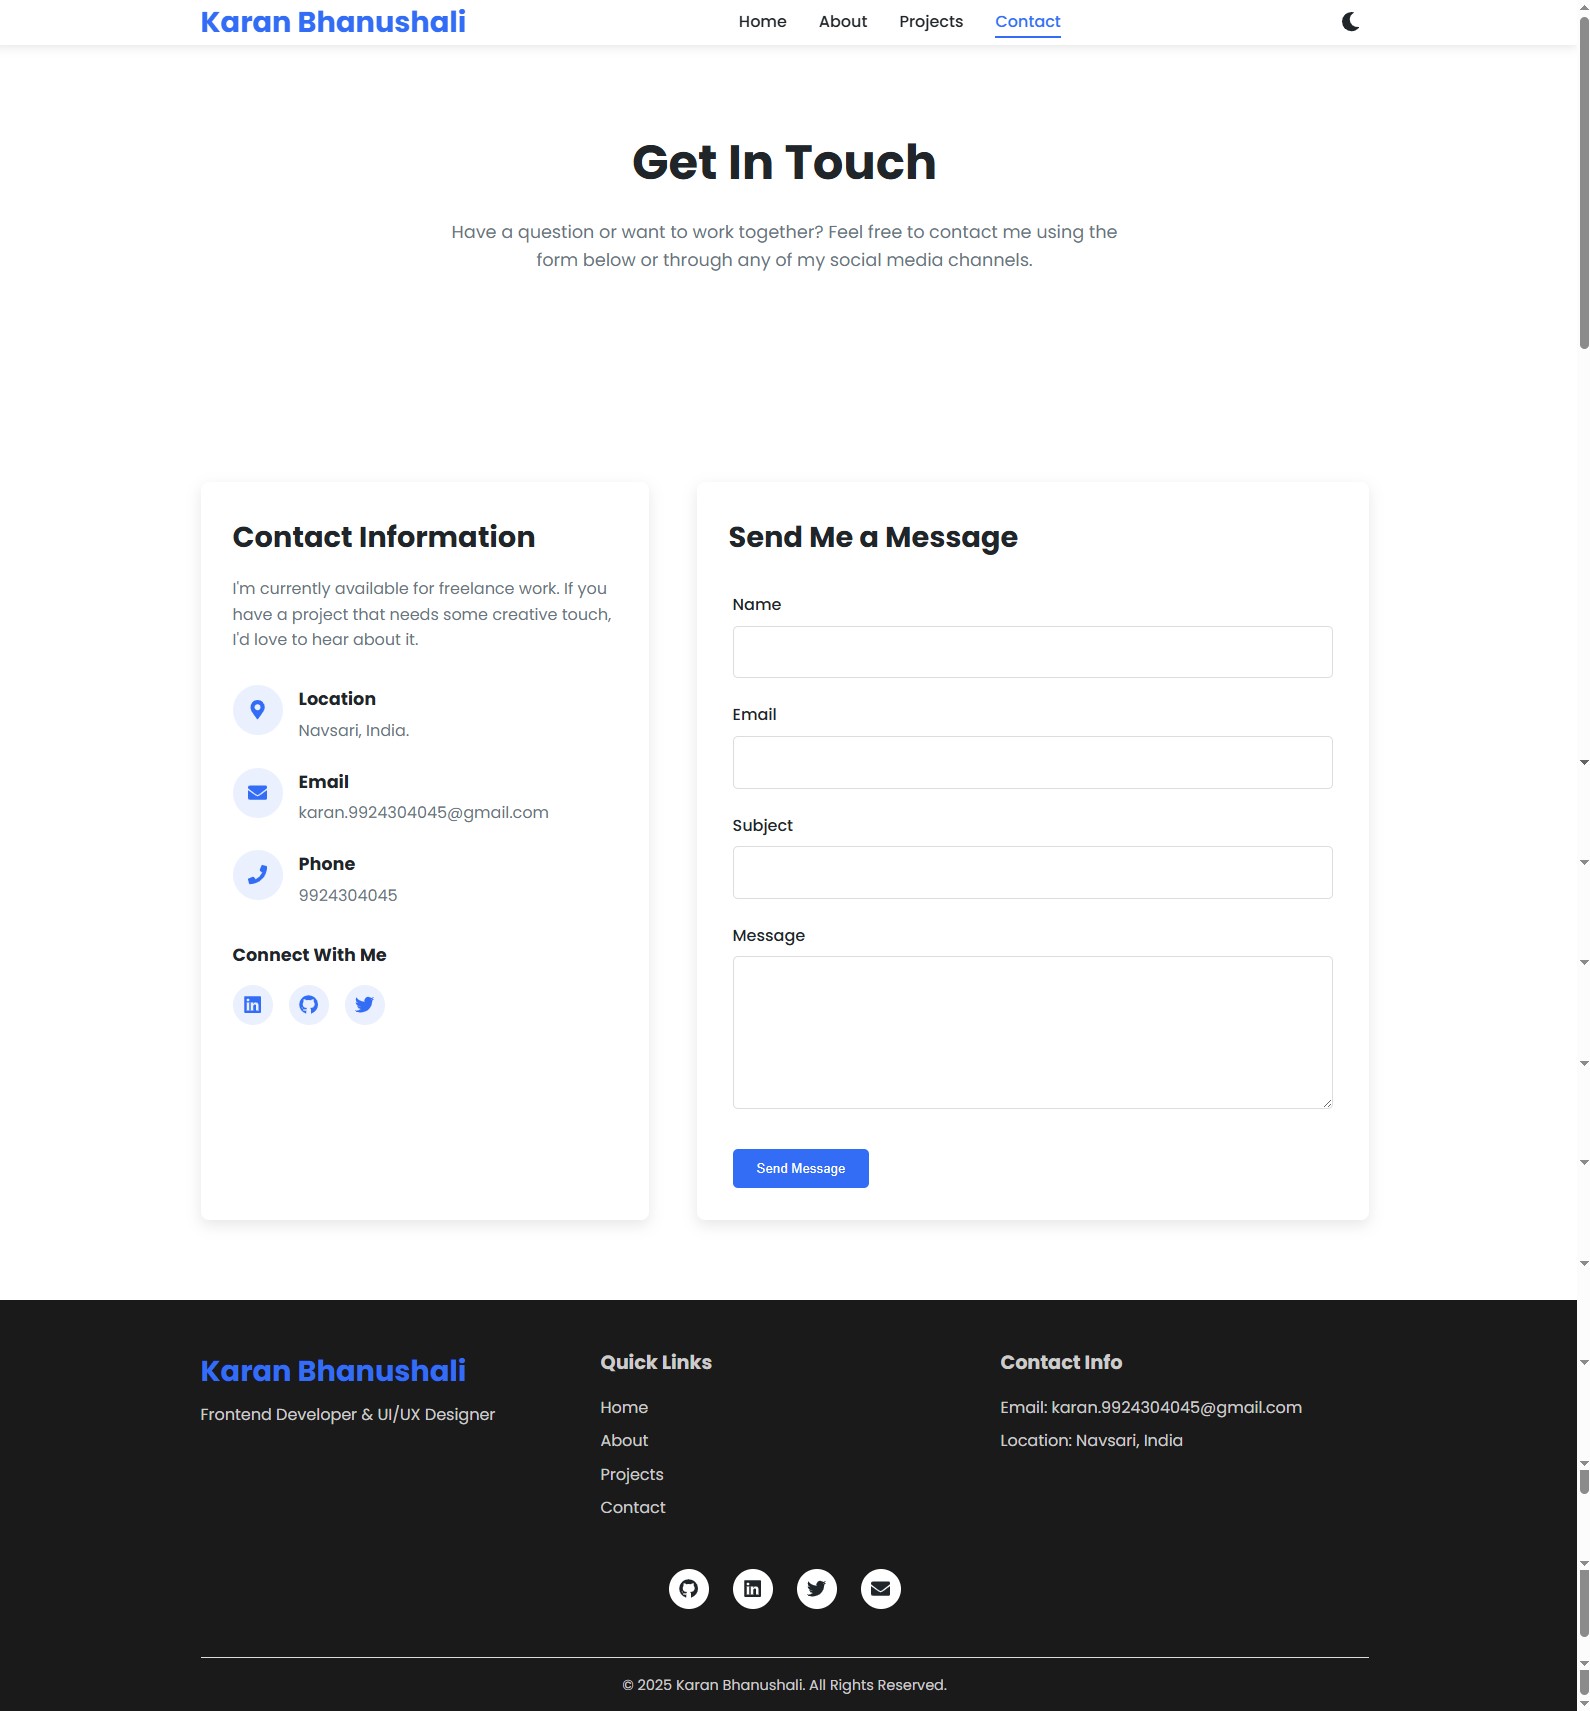 Karan Bhanushali
Home
About
Projects
Contact
Get In Touch
Have a question or want to work together? Feel free to contact me using the
form below or through any of my social media channels.
Contact Information
I'm currently available for freelance work. If you
have a project that needs some creative touch,
I'd love to hear about it.
Location
Navsari, India.
Email
karan.9924304045@gmail.com
Phone
9924304045
Connect With Me
Send Me a Message
Name
Email
Subject
Message
Send Message
Karan Bhanushali
Frontend Developer & UI/UX Designer
Quick Links
Home
About
Projects
Contact
Contact Info
Email: karan.9924304045@gmail.com
Location: Navsari, India
© 2025 Karan Bhanushali. All Rights Reserved.